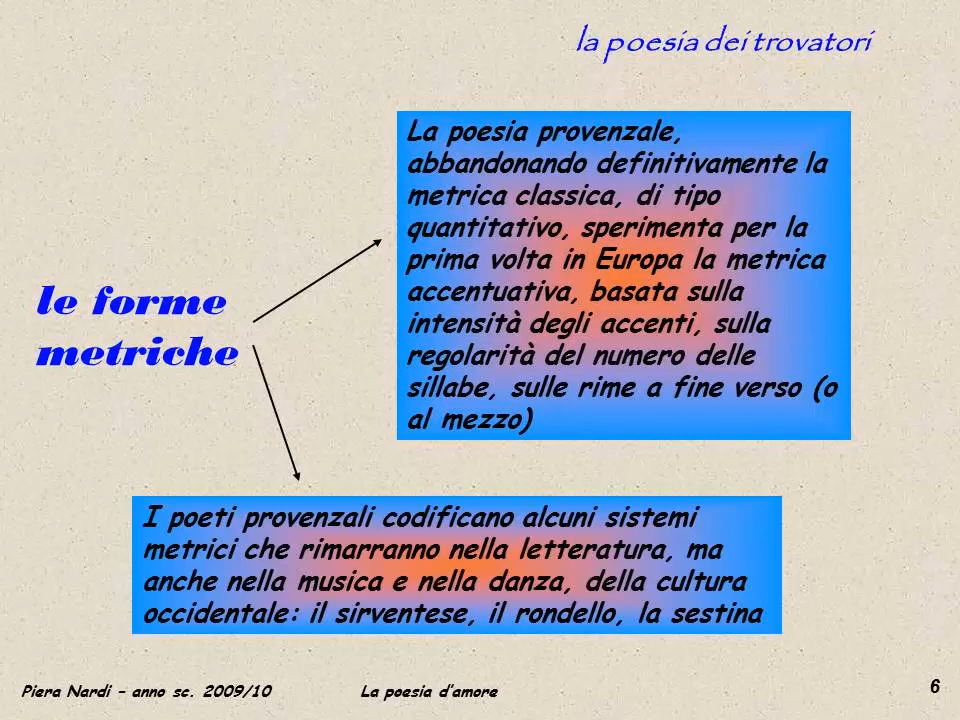 la poesia dei trovatori
La poesia provenzale,
abbandonando definitivamente la
metrica classica, di tipo
quantitativo, sperimenta per la
prima volta in Europa la metrica
accentuativa, basata sulla
intensità degli accenti, sulla
regolarità del numero delle
sillabe, sulle rime a fine verso (o
al mezzo)
le forme
metriche
I poeti provenzali codificano alcuni sistemi
metrici che rimarranno nella letteratura, ma
anche nella musica e nella danza, della cultura
occidentale: il sirventese, il rondello, la sestina
Piera Nardi – anno sc. 2009/10
La poesia d’amore
6